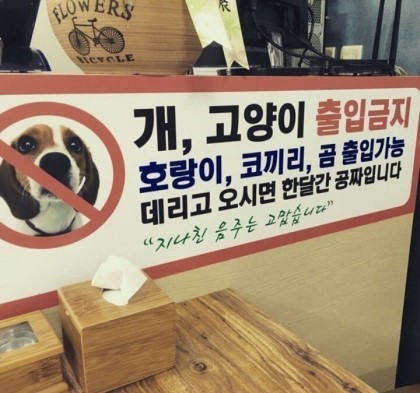 FLOWERS
BICYCLE
개, 고양이 출입금지
호랑이, 코끼리, 곰 출입가능
데리고 오시면 한달간 공짜입니다
"지나친 음주는 고맙습니다"